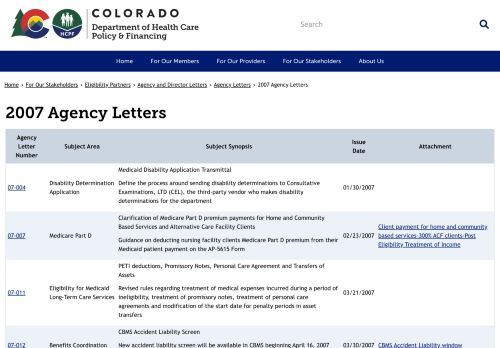 COLORADO
Department of Health Care
Policy & Financing
HCPF
Search
Home For Our Members For Our Providers For Our Stakeholders About Us
Home › For Our Stakeholders › Eligibility Partners › Agency and Director Letters › Agency Letters › 2007 Agency Letters
2007 Agency Letters
Agency Letter Number Subject Area Subject Synopsis Issue Date Attachment
07-004
Disability Determination
Application
Medicaid Disability Application Transmittal
Define the process around sending disability determinations to Consultative
Examinations, LTD (CEL), the third-party vendor who makes disability
determinations for the department
01/30/2007
07-007
Medicare Part D
Clarification of Medicare Part D premium payments for Home and Community
Based Services and Alternative Care Facility Clients
Guidance on deducting nursing facility clients Medicare Part D premium from their
Medicaid patient payment on the AP-5615 Form
02/23/2007
Client payment for home and community
based services-300% ACF clients-Post
Eligibility Treatment of Income
07-011
Eligibility for Medicaid
Long-Term Care Services
PETI deductions, Promissory Notes, Personal Care Agreement and Transfers of
Assets
Revised rules regarding treatment of medical expenses incurred during a period of
ineligibility, treatment of promissory notes, treatment of personal care
agreements and modification of the start date for penalty periods in asset
transfers
03/21/2007
07-012
Benefits Coordination
CBMS Accident Liability Screen
New accident liability screen will be available in CBMS beginning April 16, 2007
03/30/2007
CBMS Accident Liability window